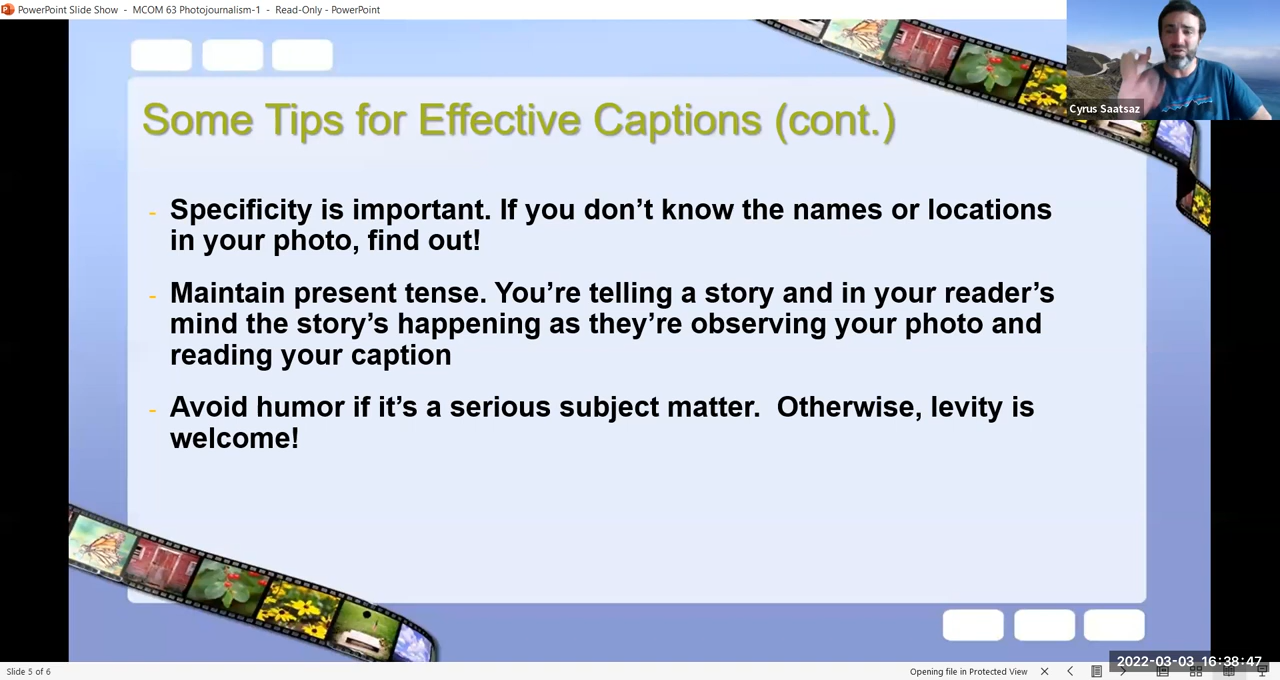 PowerPoint Slide Show - MCOM 63 Photojournalism-1 - Read-Only - PowerPoint
Cyrus Saatsaz
Some Tips for Effective Captions (cont.)
- Specificity is important. If you don’t know the names or locations
in your photo, find out!
- Maintain present tense. You’re telling a story and in your reader’s
mind the story’s happening as they’re observing your photo and
reading your caption
- Avoid humor if it’s a serious subject matter.  Otherwise, levity is
welcome!
Slide 5 of 6
Opening file in Protected View
2022-03-03 16:38:47